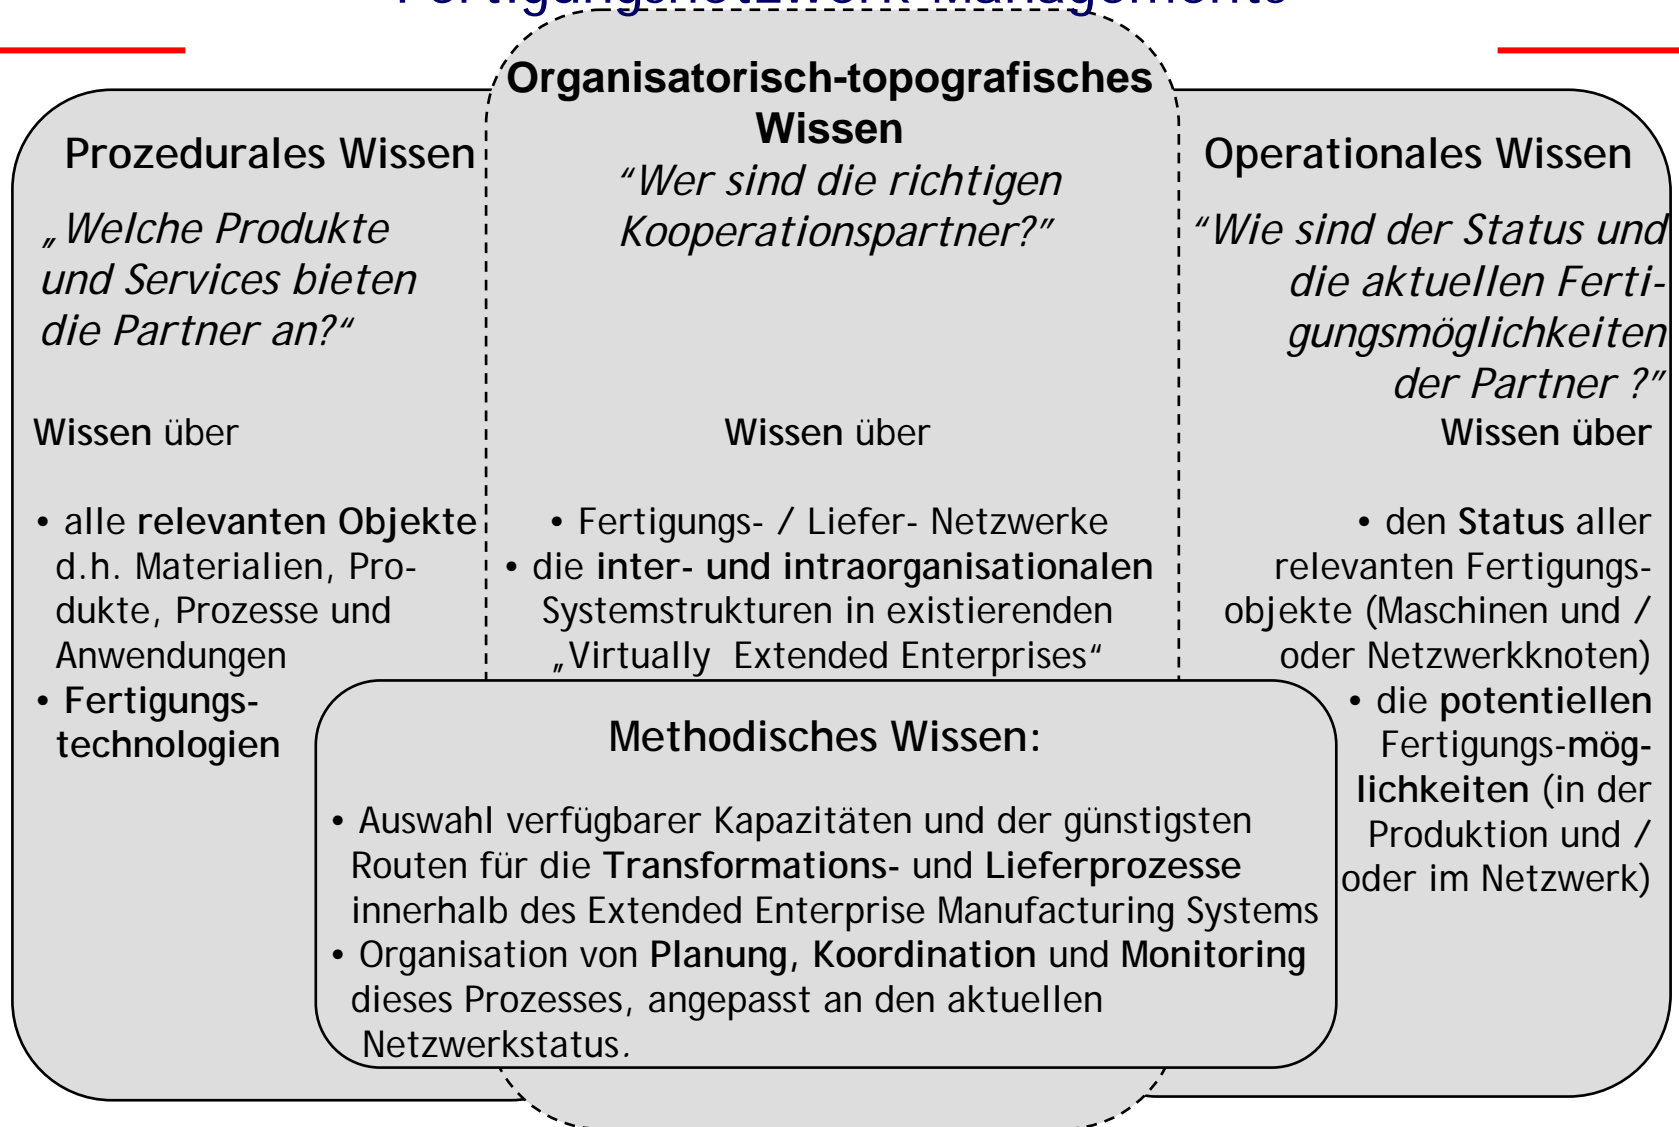 Fertigungsnetzwerk-Managements
Organisatorisch-topografisches
Wissen
“Wer sind die richtigen
Kooperationspartner?”
Prozedurales Wissen
„Welche Produkte
und Services bieten
die Partner an?“
Operationales Wissen
“Wie sind der Status und
die aktuellen Ferti-
gungsmöglichkeiten
der Partner ?”
Wissen über
• alle relevanten Objekte
d.h. Materialien, Pro-
dukte, Prozesse und
Anwendungen
• Fertigungs-
technologien
Wissen über
• Fertigungs- / Liefer- Netzwerke
• die inter- und intraorganisationalen
Systemstrukturen in existierenden
„Virtually Extended Enterprises“
Wissen über
• den Status aller
relevanten Fertigungs-
objekte (Maschinen und /
oder Netzwerkknoten)
• die potentiellen
Fertigungs-mög-
lichkeiten (in der
Produktion und /
oder im Netzwerk)
Methodisches Wissen:
• Auswahl verfügbarer Kapazitäten und der günstigsten
Routen für die Transformations- und Lieferprozesse
innerhalb des Extended Enterprise Manufacturing Systems
• Organisation von Planung, Koordination und Monitoring
dieses Prozesses, angepasst an den aktuellen
Netzwerkstatus.